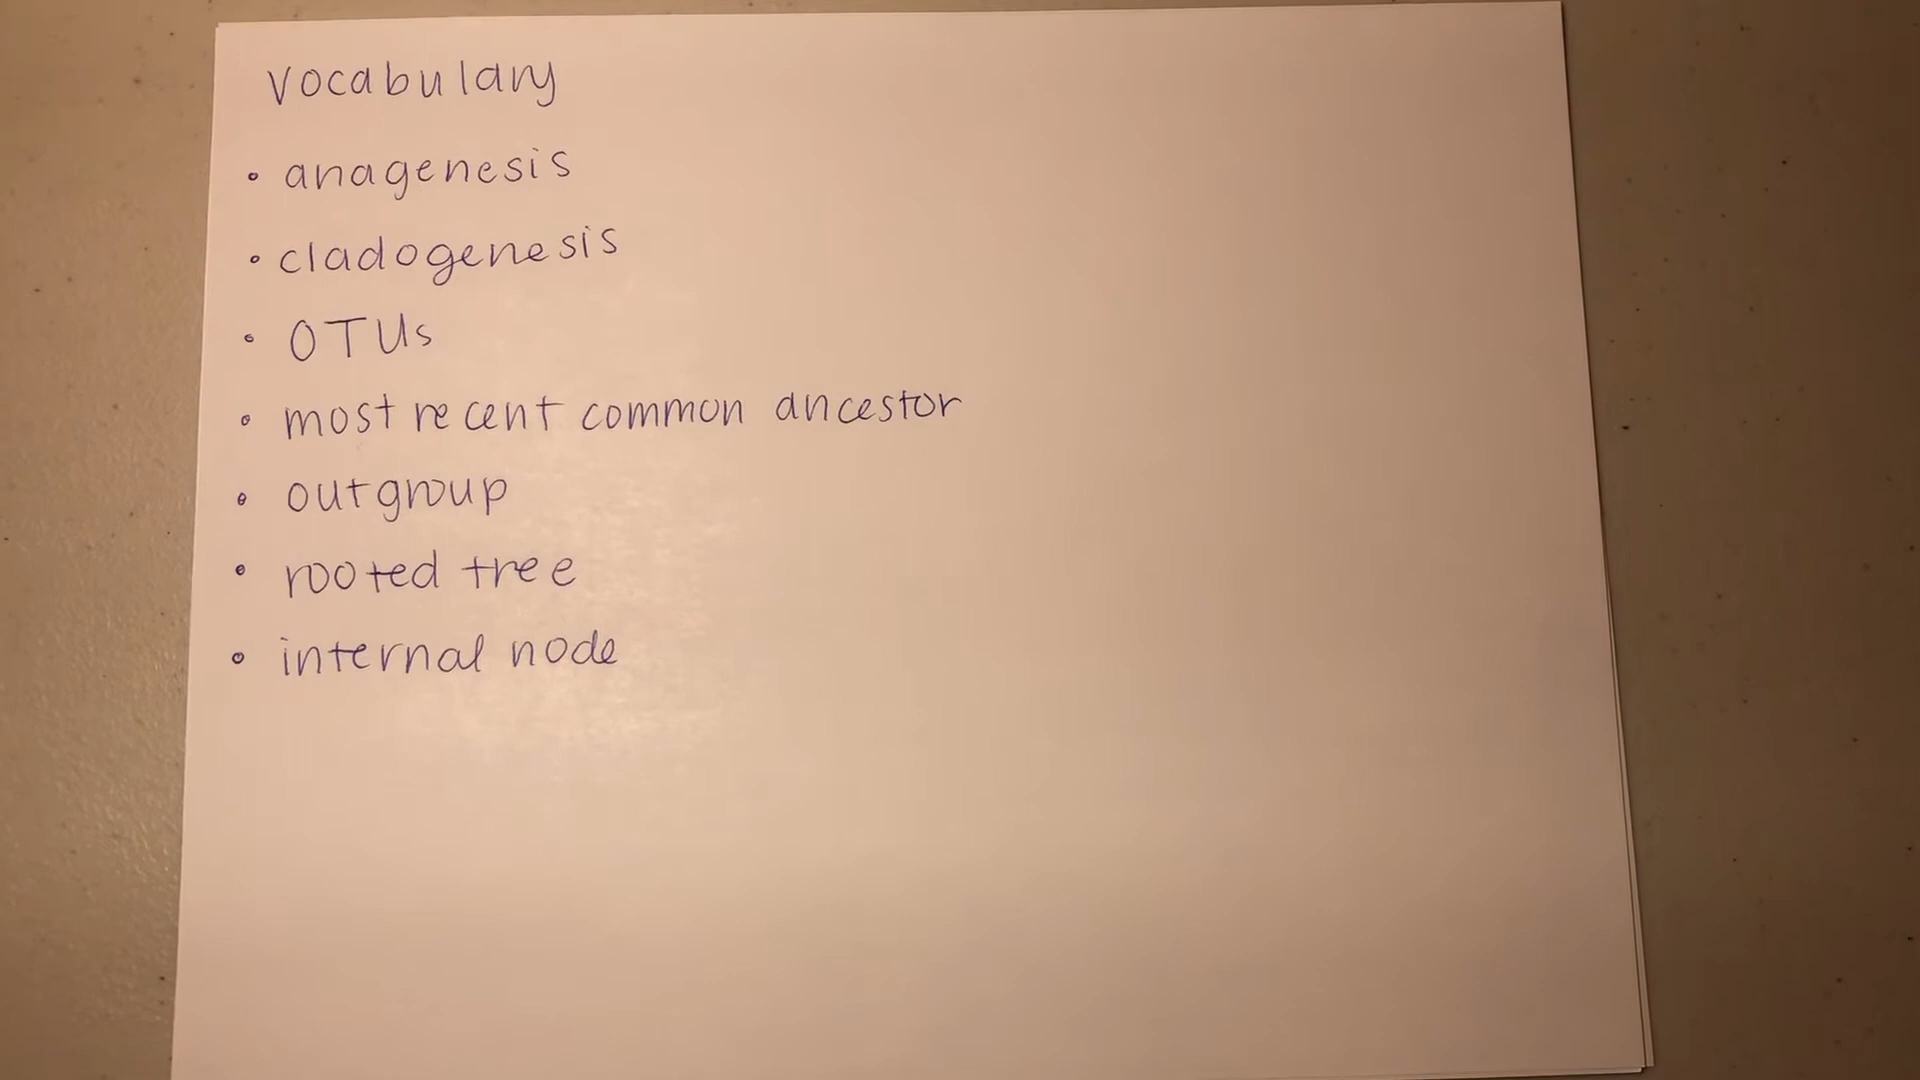 Vocabulary
• anagenesis
• cladogenesis
• OTUs
• most recent common ancestor
• outgroup
• rooted tree
• internal node